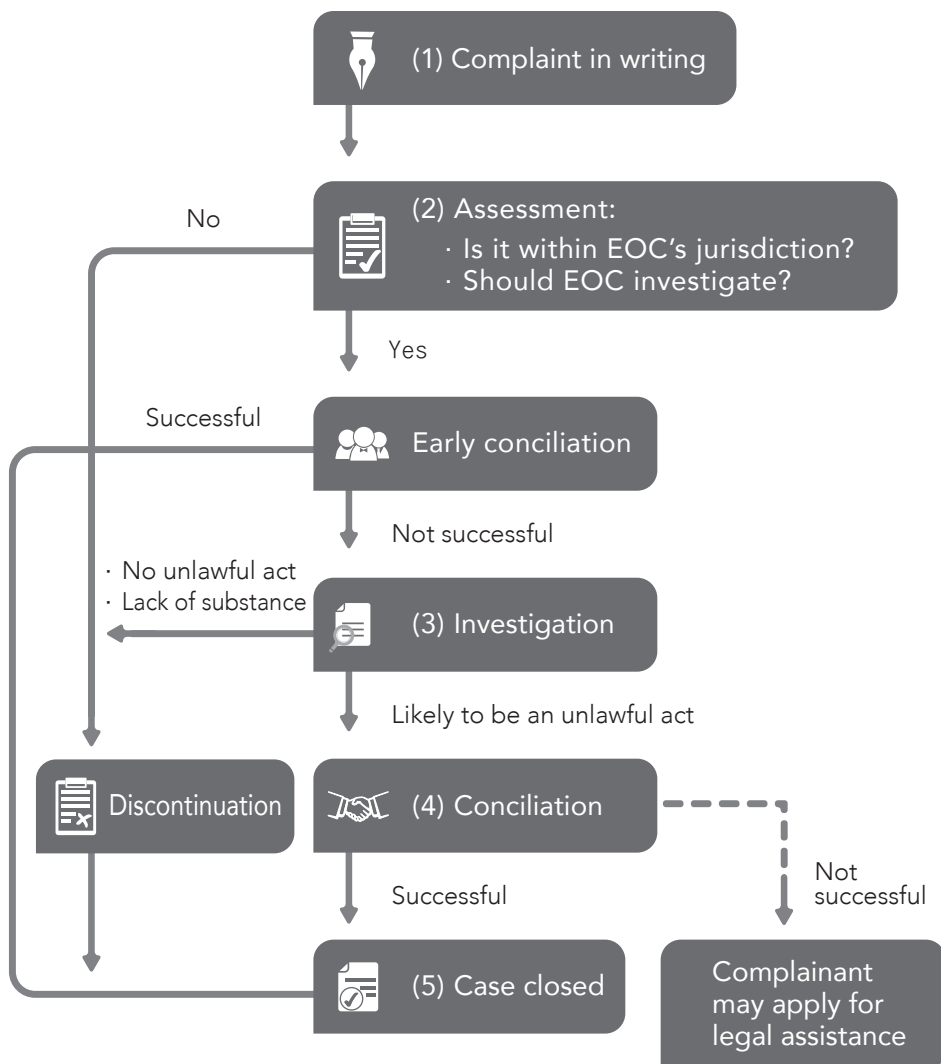 (1) Complaint in writing
No
(2) Assessment:
· Is it within EOC’s jurisdiction?
· Should EOC investigate?
Yes
Successful
Early conciliation
Not successful
· No unlawful act
· Lack of substance
(3) Investigation
Likely to be an unlawful act
Discontinuation
(4) Conciliation
Not
successful
Successful
(5) Case closed
Complainant
may apply for
legal assistance